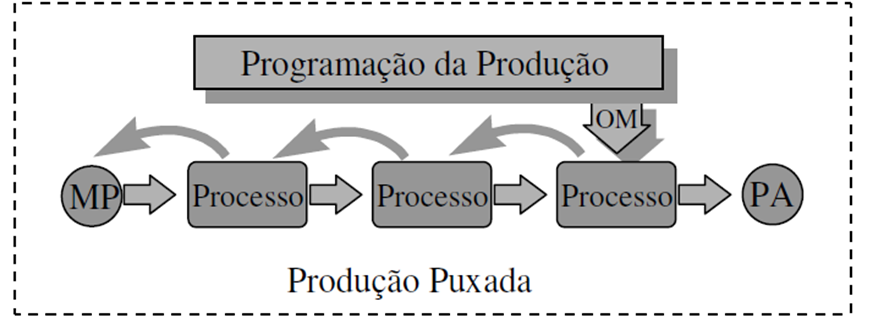 Programação da Produção
OM
MP
Processo
Processo
Processo
PA
Produção Puxada